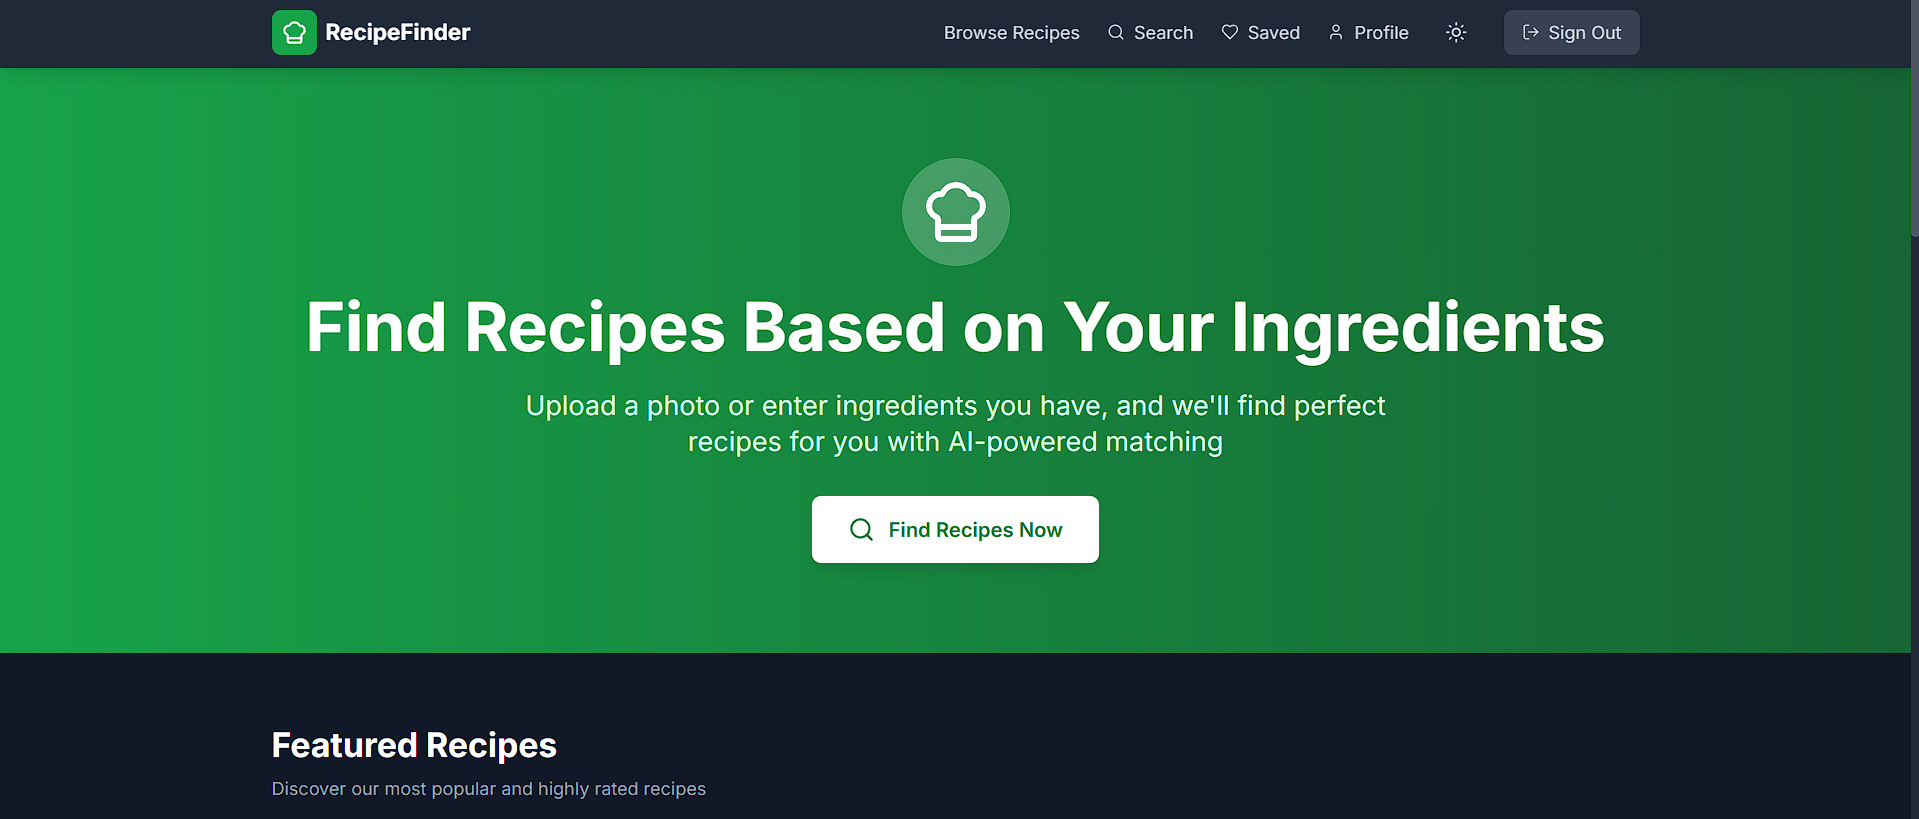 RecipeFinder
Browse Recipes
Search
Saved
Profile
Sign Out
Find Recipes Based on Your Ingredients
Upload a photo or enter ingredients you have, and we'll find perfect
recipes for you with AI-powered matching
Find Recipes Now
Featured Recipes
Discover our most popular and highly rated recipes